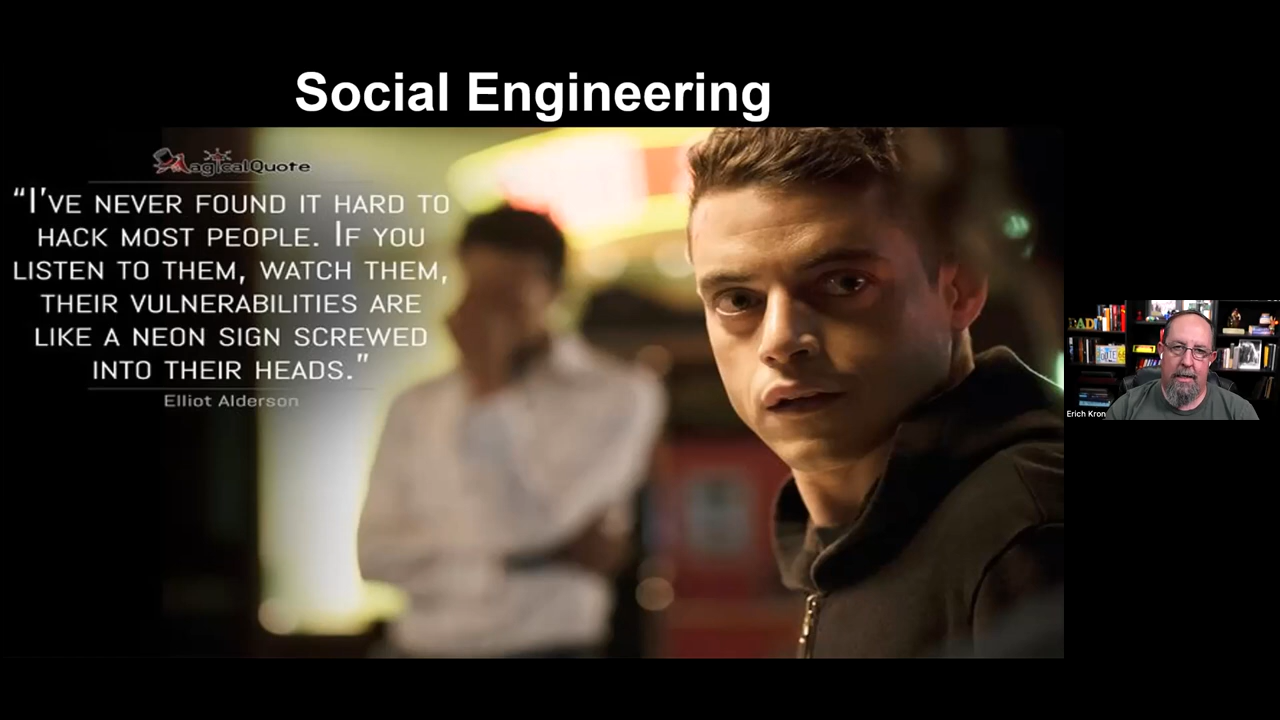 Social Engineering
MagicalQuote
“I’VE NEVER FOUND IT HARD TO
HACK MOST PEOPLE. IF YOU
LISTEN TO THEM, WATCH THEM,
THEIR VULNERABILITIES ARE
LIKE A NEON SIGN SCREWED
INTO THEIR HEADS.”
Elliot Alderson
Erich Kron